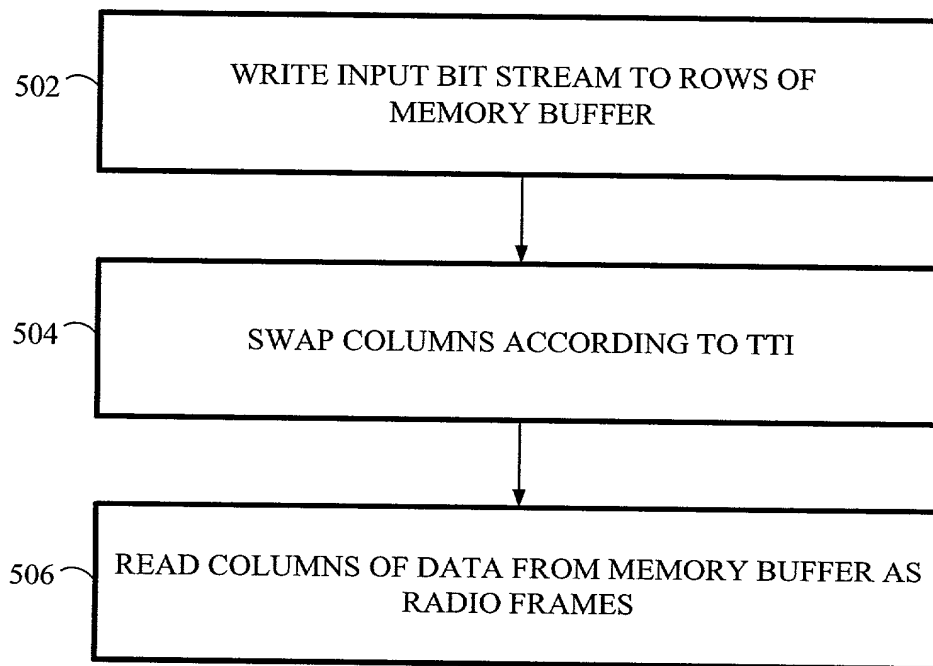 502
WRITE INPUT BIT STREAM TO ROWS OF
MEMORY BUFFER
504
SWAP COLUMNS ACCORDING TO TTI
506
READ COLUMNS OF DATA FROM MEMORY BUFFER AS
RADIO FRAMES